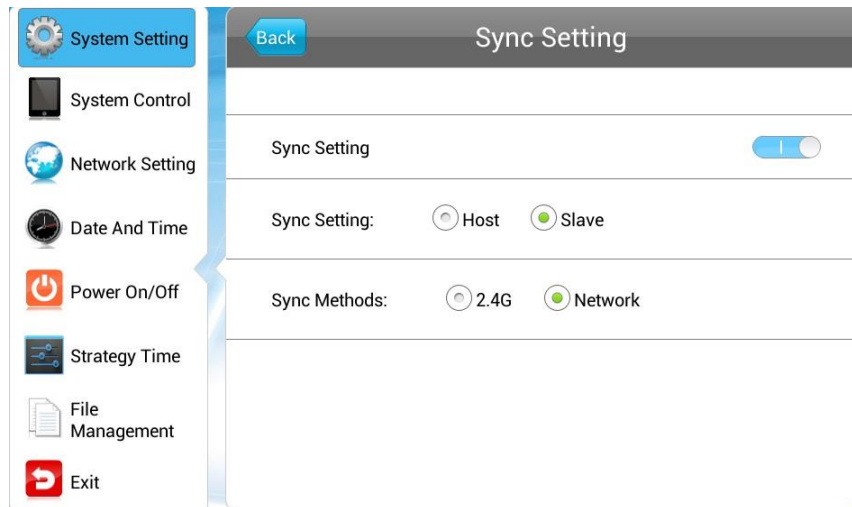 System Setting
System Control
Network Setting
Date And Time
Power On/Off
Strategy Time
File
Management
Exit
Back
Sync Setting
Sync Setting
Sync Setting: Host Slave
Sync Methods: 2.4G Network